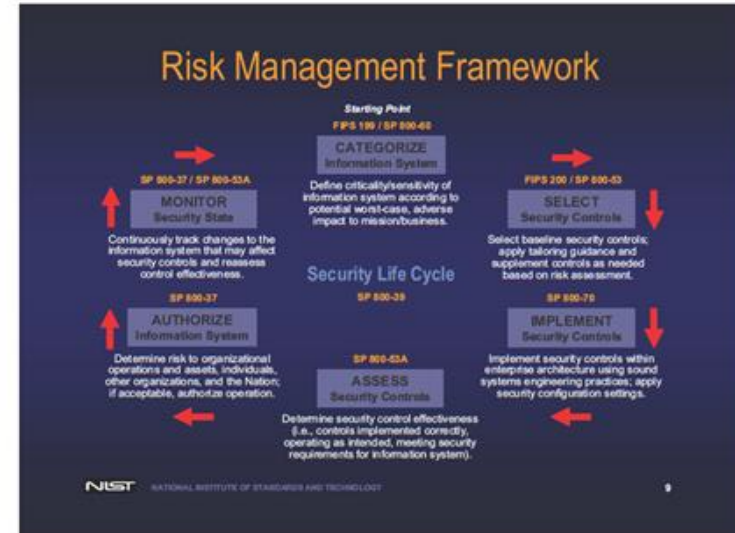 Risk Management Framework
Starting Point
FIPS 199 / SP 800-60
CATEGORIZE
Information System
Define criticality/sensitivity of
information system according to
potential worst-case, adverse
impact to mission/business.
FIPS 200 / SP 800-53
SELECT
Security Controls
Select baseline security controls;
apply tailoring guidance and
supplement controls as needed
based on risk assessment.
SP 800-70
IMPLEMENT
Security Controls
Implement security controls within
enterprise architecture using sound
systems engineering practices; apply
security configuration settings.
SP 800-53A
ASSESS
Security Controls
Determine security control effectiveness
(i.e., controls implemented correctly,
operating as intended, meeting security
requirements for information system).
SP 800-37
AUTHORIZE
Information System
Determine risk to organizational
operations and assets, individuals,
other organizations, and the Nation;
if acceptable, authorize operation.
SP 800-37 / SP 800-53A
MONITOR
Security State
Continuously track changes to the
information system that may affect
security controls and reassess
control effectiveness.
Security Life Cycle
SP 800-39
NIST NATIONAL INSTITUTE OF STANDARDS AND TECHNOLOGY
9